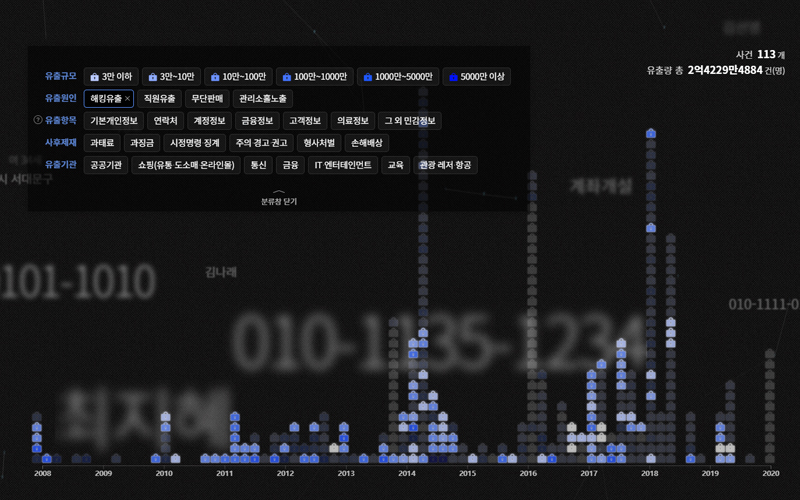 김선영
사건 113 개
유출량 총 2억4229만4884 건(명)
유출규모 3만 이하 3만~10만 10만~100만 100만~1000만 1000만~5000만 5000만 이상
유출원인 해킹유출 × 직원유출 무단판매 관리소홀노출
? 유출항목 기본개인정보 연락처 계정정보 금융정보 고객정보 의료정보 그 외 민감정보
사후제재 과태료 과징금 시정명령 징계 주의 경고 권고 형사처벌 손해배상
유출기관 공공기관 쇼핑(유통 도소매 온라인몰) 통신 금융 IT 엔터테인먼트 교육 관광 레저 항공
시 서대문구
분류창 닫기
계좌개설
101-1010
김나래
010-1111-0
010-1135-1234
최지혜
2008 2009 2010 2011 2012 2013 2014 2015 2016 2017 2018 2019 2020